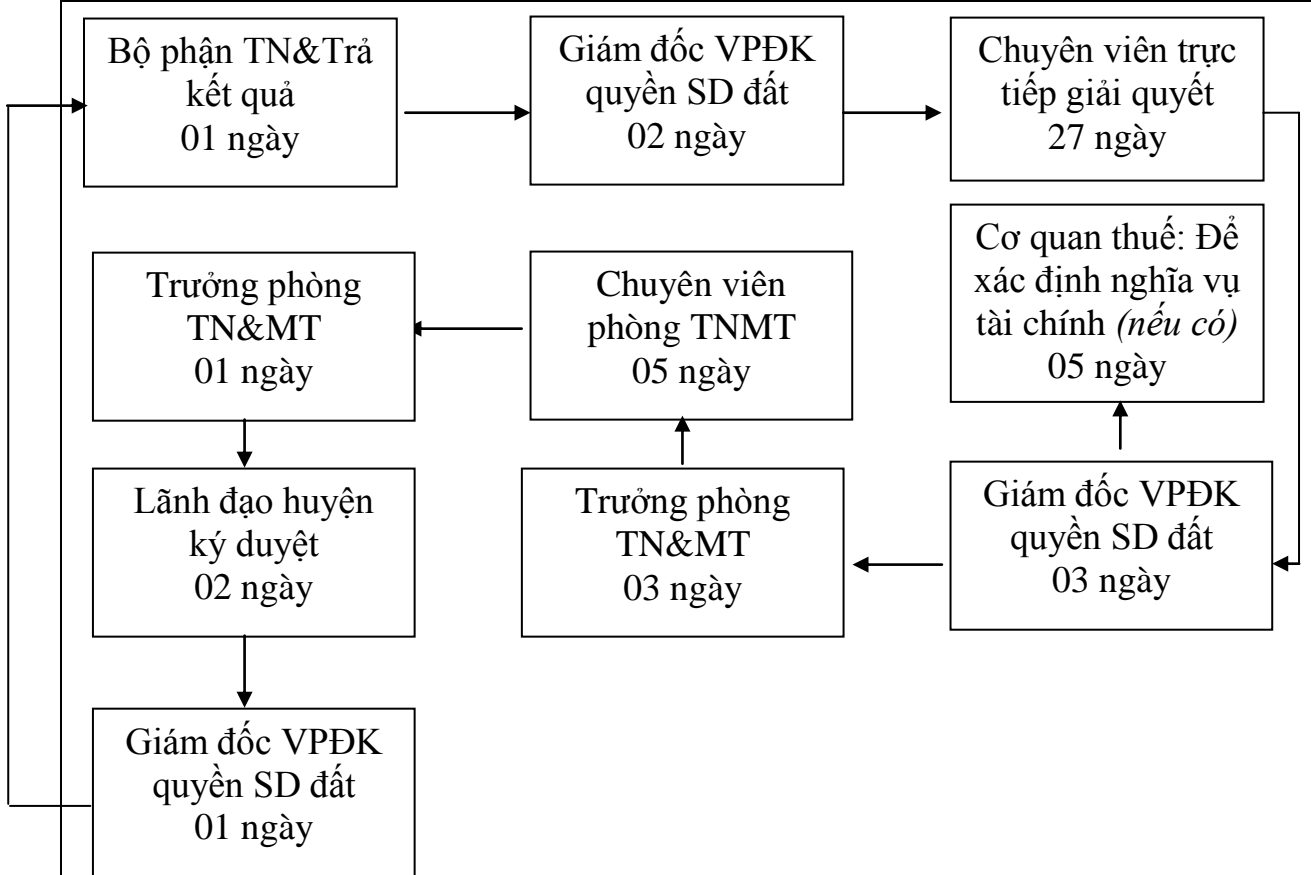 Bộ phận TN&Trả
kết quả
01 ngày
Giám đốc VPĐK
quyền SD đất
02 ngày
Chuyên viên trực
tiếp giải quyết
27 ngày
Trưởng phòng
TN&MT
01 ngày
Chuyên viên
phòng TNMT
05 ngày
Cơ quan thuế: Để
xác định nghĩa vụ
tài chính (nếu có)
05 ngày
Lãnh đạo huyện
ký duyệt
02 ngày
Trưởng phòng
TN&MT
03 ngày
Giám đốc VPĐK
quyền SD đất
03 ngày
Giám đốc VPĐK
quyền SD đất
01 ngày